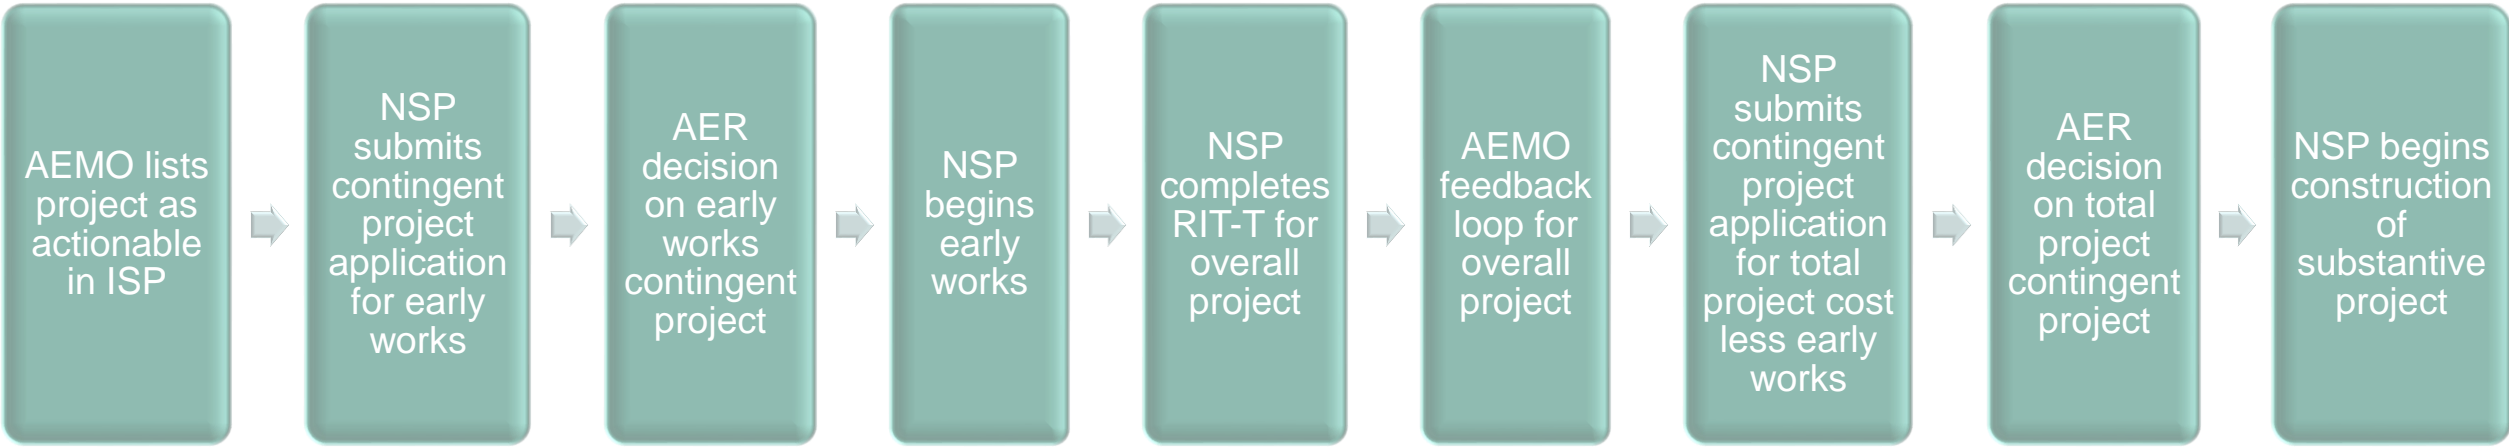 AEMO lists
project as
actionable
in ISP
NSP
submits
contingent
project
application
for early
works
AER
decision
on early
works
contingent
project
NSP
begins
early
works
NSP
completes
RIT-T for
overall
project
AEMO
feedback
loop for
overall
project
NSP
submits
contingent
project
application
for total
project cost
less early
works
AER
decision
on total
project
contingent
project
NSP begins
construction
of
substantive
project